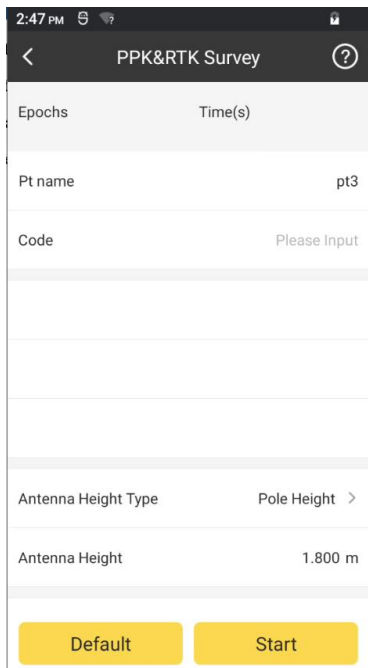 2:47 PM
PPK&RTK Survey
Epochs Time(s)
Pt name pt3
Code Please Input
Antenna Height Type Pole Height
Antenna Height 1.800 m
Default Start